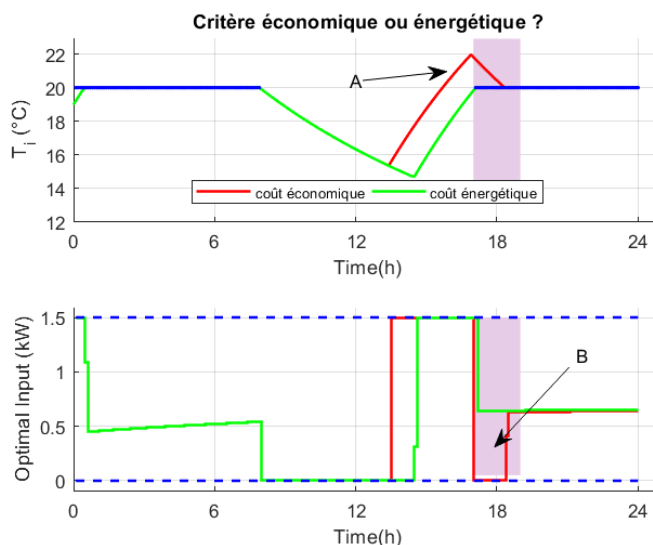 Critère économique ou énergétique ?
22
20
18
16
14
12
T_i (°C)
A
coût économique
coût énergétique
0
6
12
18
24
Time(h)
1.5
1
0.5
0
Optimal Input (kW)
B
0
6
12
18
24
Time(h)